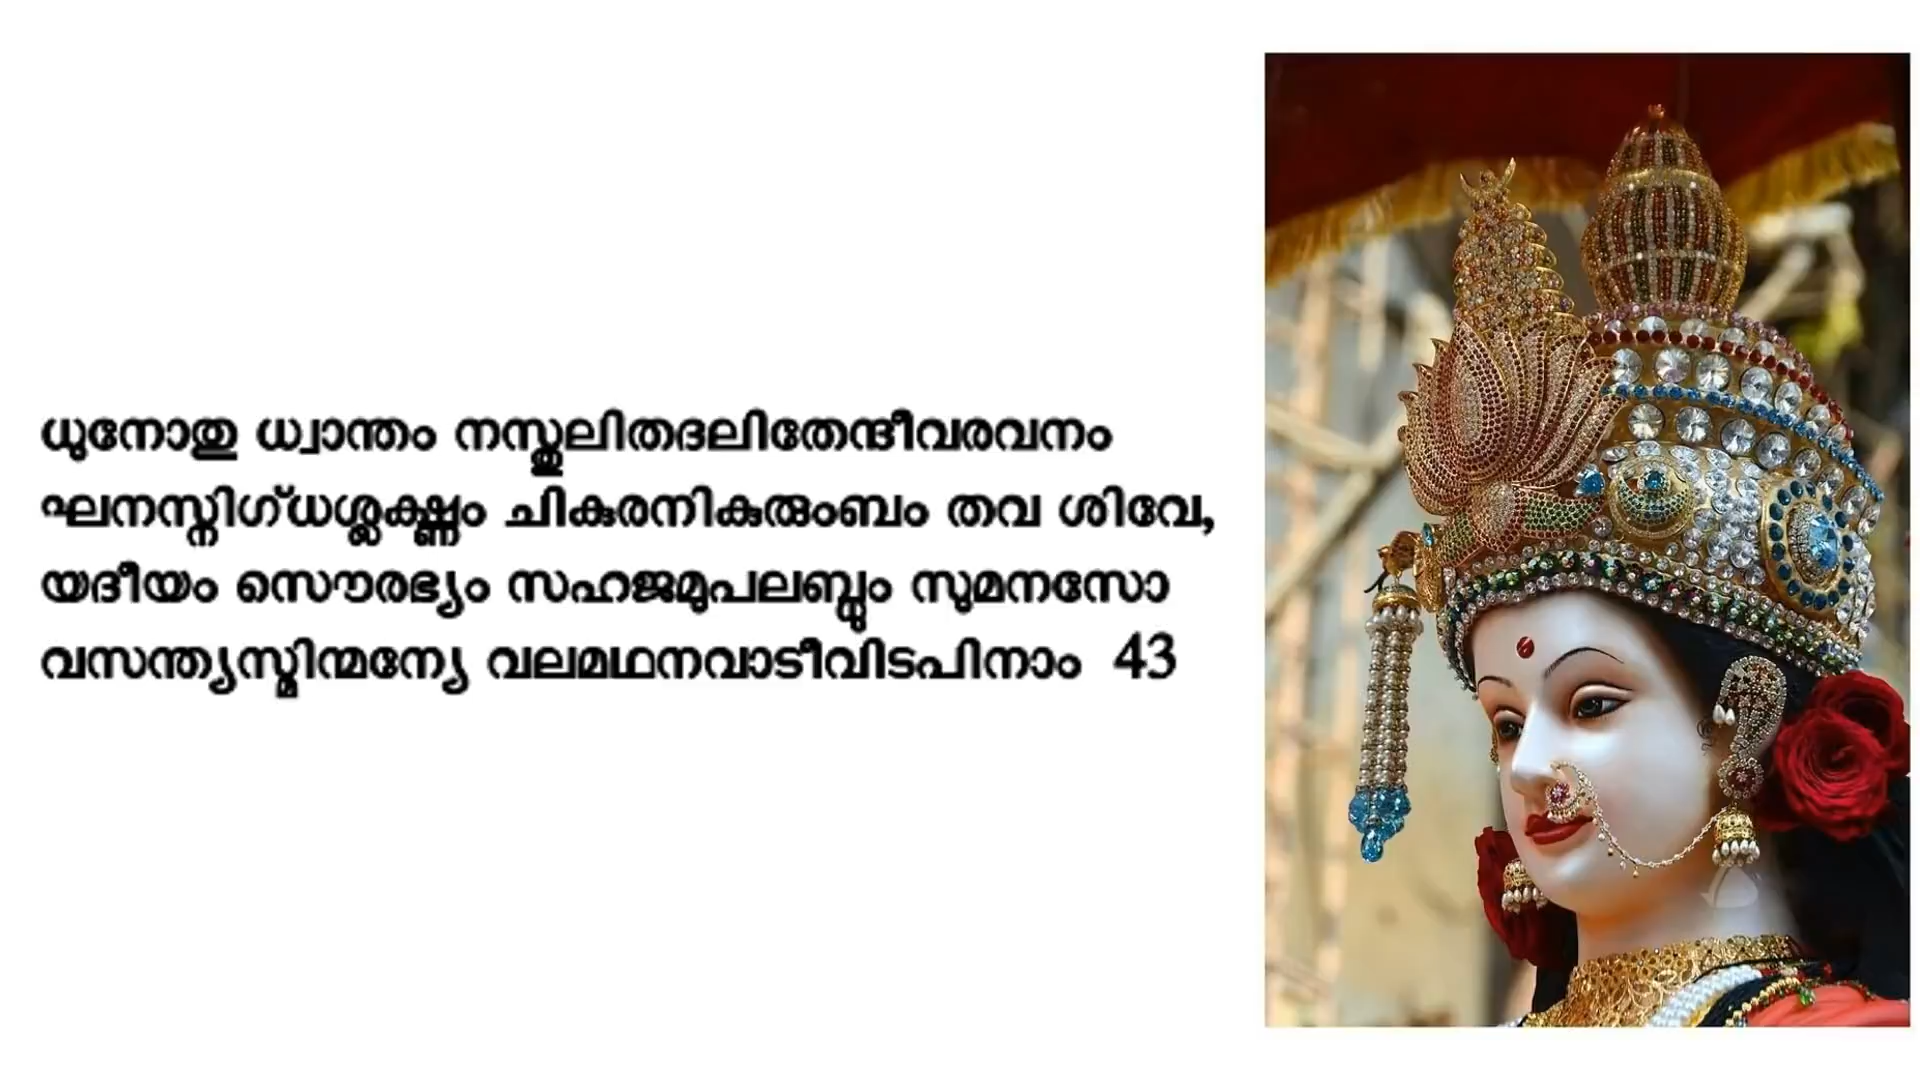 ധുനോതു ധ്വാന്തം നസ്തുലിതദലിതേന്ദീവരവനം
ഘനസ്നിഗ്ധശ്ലക്ഷ്ണം ചികുരനികുരുംബം തവ ശിവേ,
യദീയം സൌരഭ്യം സഹജമുപലബ്ധും സുമനസോ
വസന്ത്യസ്മിന്മന്യേ വലമഥനവാടീവിടപിനാം 43